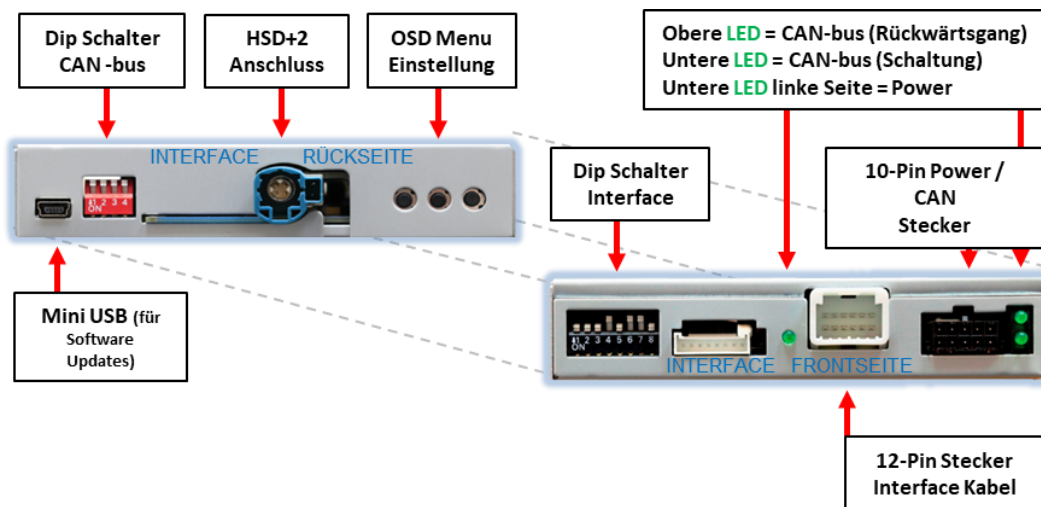 Dip Schalter
CAN -bus
HSD+2
Anschluss
OSD Menu
Einstellung
Obere LED = CAN-bus (Rückwärtsgang)
Untere LED = CAN-bus (Schaltung)
Untere LED linke Seite = Power
INTERFACE RÜCKSEITE
1 2 3 4
ON
Dip Schalter
Interface
10-Pin Power /
CAN
Stecker
Mini USB (für
Software
Updates)
1 2 3 4 5 6 7 8
ON
INTERFACE FRONTSEITE
12-Pin Stecker
Interface Kabel